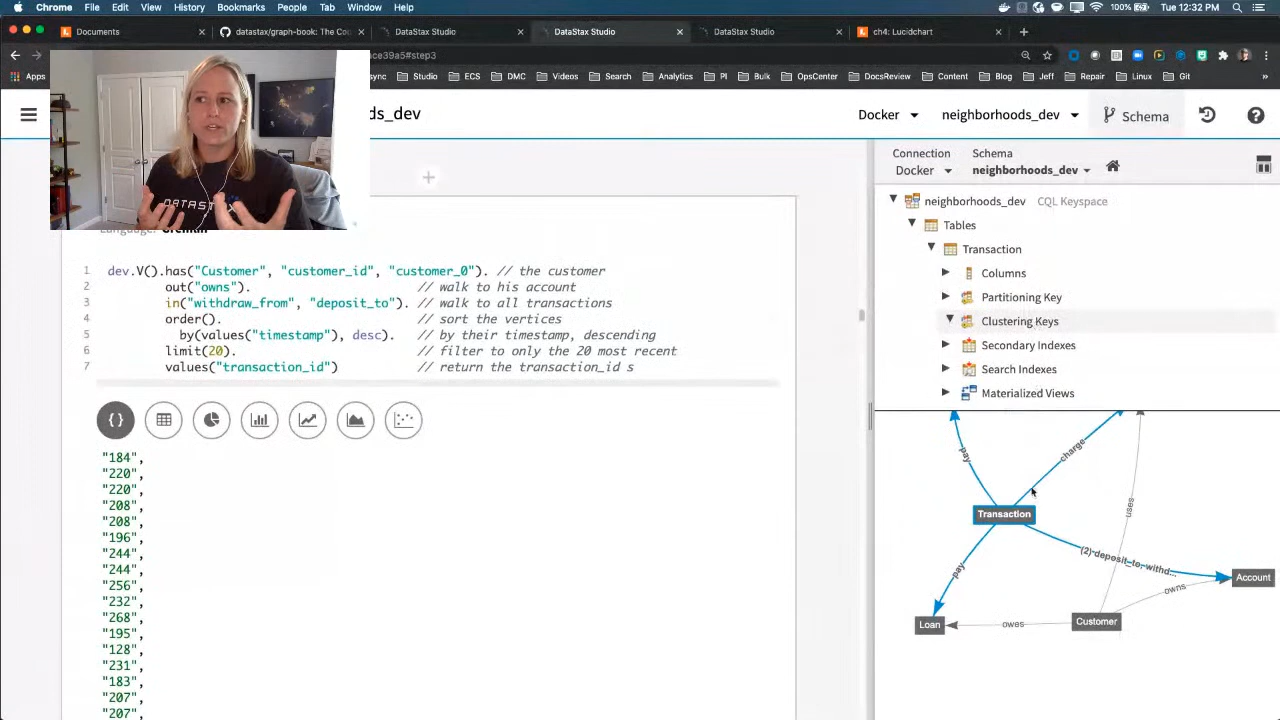 Chrome File Edit View History Bookmarks People Tab Window Help 100% Tue 12:32 PM
Documents datastax/graph-book: The Co DataStax Studio DataStax Studio DataStax Studio ch4: Lucidchart
ace39a5#step3
Apps sync Studio ECS DMC Videos Search Analytics PI Bulk OpsCenter DocsReview Content Blog Jeff Repair Linux Git
ds_dev Docker neighborhoods_dev Schema
DATASTAX
Connection Schema
Docker neighborhoods_dev
neighborhoods_dev CQL Keyspace
Tables
Transaction
Columns
Partitioning Key
Clustering Keys
Secondary Indexes
Search Indexes
Materialized Views
Language: Gremlin
1 dev.V().has("Customer", "customer_id", "customer_0"). // the customer
2 out("owns"). // walk to his account
3 in("withdraw_from", "deposit_to"). // walk to all transactions
4 order(). // sort the vertices
5 by(values("timestamp"), desc). // by their timestamp, descending
6 limit(20). // filter to only the 20 most recent
7 values("transaction_id") // return the transaction_id s
{}
"184",
"220",
"220",
"208",
"208",
"196",
"244",
"244",
"256",
"232",
"268",
"195",
"128",
"231",
"183",
"207",
"207",
pay
charge
uses
Transaction
(2) deposit_to, withd...
pay
Account
owns
Loan
owes
Customer